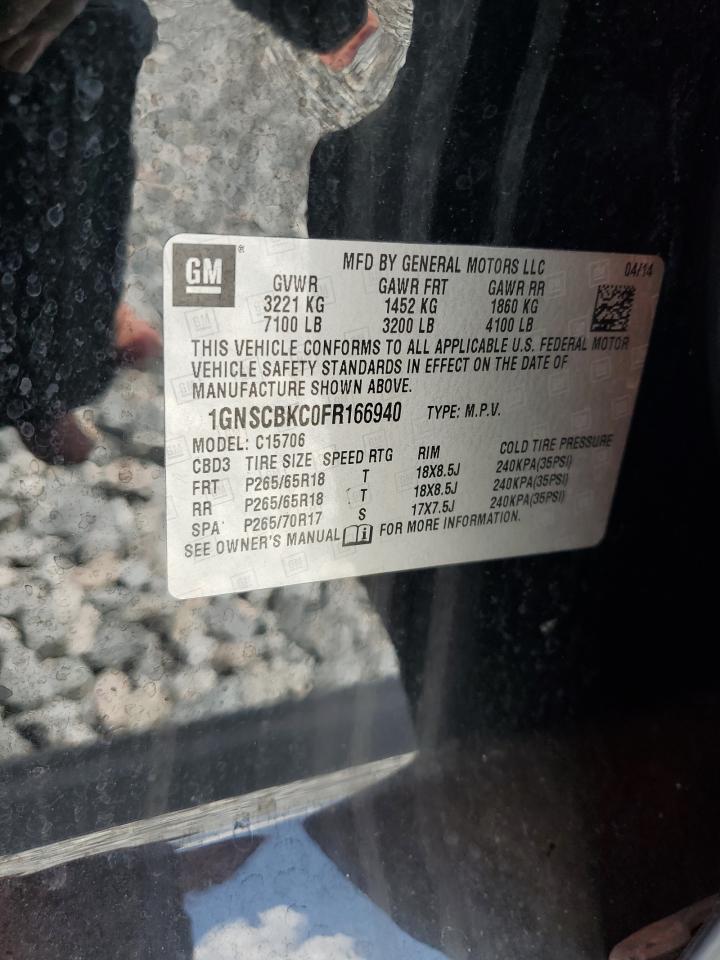 GM ®
MFD BY GENERAL MOTORS LLC 04/14
GVWR GAWR FRT GAWR RR
3221 KG 1452 KG 1860 KG
7100 LB 3200 LB 4100 LB
THIS VEHICLE CONFORMS TO ALL APPLICABLE U.S. FEDERAL MOTOR
VEHICLE SAFETY STANDARDS IN EFFECT ON THE DATE OF
MANUFACTURE SHOWN ABOVE.
1GNSCBKC0FR166940 TYPE: M.P.V.
MODEL: C15706
CBD3 TIRE SIZE SPEED RTG RIM COLD TIRE PRESSURE
FRT P265/65R18 T 18X8.5J 240KPA(35PSI)
RR P265/65R18 T 18X8.5J 240KPA(35PSI)
SPA P265/70R17 S 17X7.5J 240KPA(35PSI)
SEE OWNER'S MANUAL FOR MORE INFORMATION.